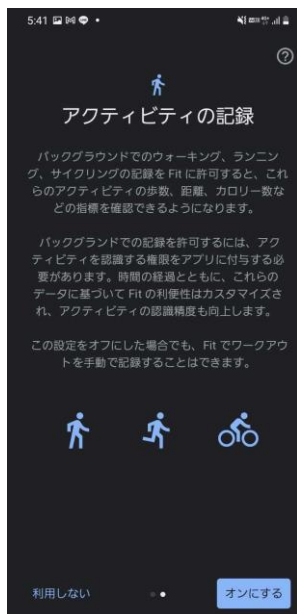 5:41
アクティビティの記録
バックグラウンドでのウォーキング、ランニン
グ、サイクリングの記録を Fit に許可すると、これ
らのアクティビティの歩数、距離、カロリー数な
どの指標を確認できるようになります。
バックグランドでの記録を許可するには、アク
ティビティを認識する権限をアプリに付与する必
要があります。時間の経過とともに、これらの
データに基づいて Fit の利便性はカスタマイズさ
れ、アクティビティの認識精度も向上します。
この設定をオフにした場合でも、Fit でワークアウ
トを手動で記録することはできます。
利用しない
オンにする